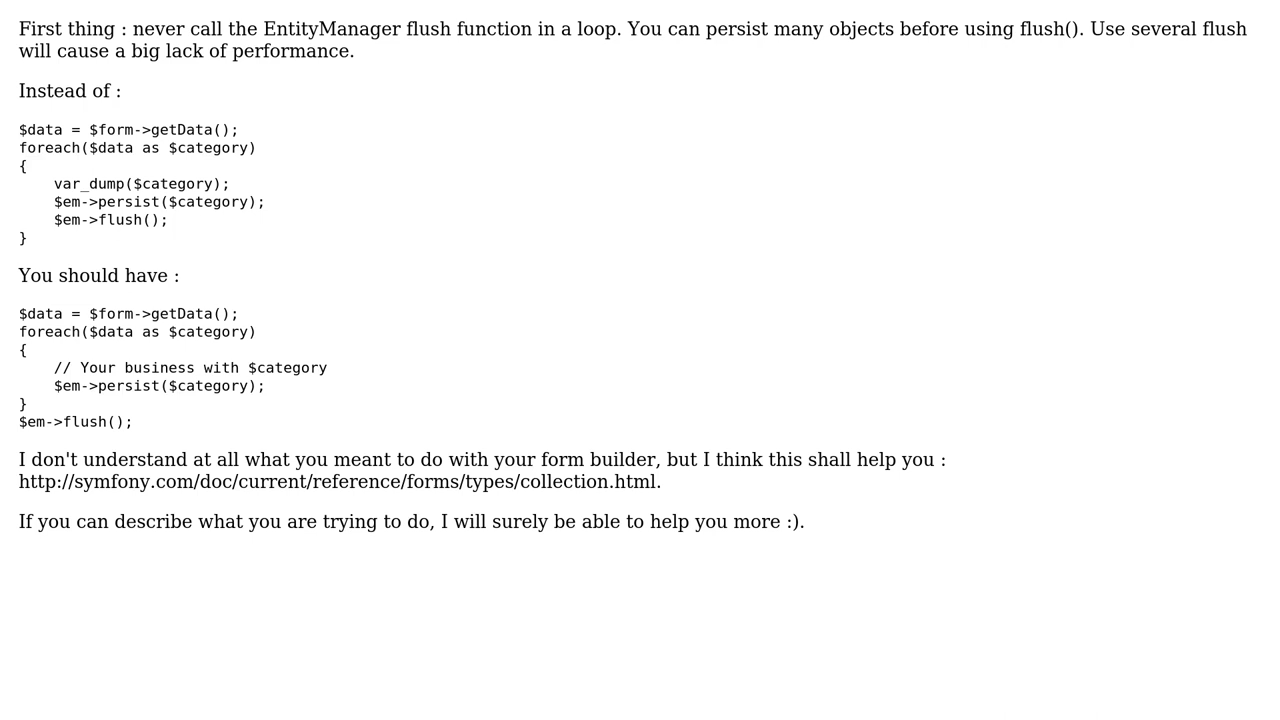 First thing : never call the EntityManager flush function in a loop. You can persist many objects before using flush(). Use several flush
will cause a big lack of performance.
Instead of :
$data = $form->getData();
foreach($data as $category)
{
    var_dump($category);
    $em->persist($category);
    $em->flush();
}
You should have :
$data = $form->getData();
foreach($data as $category)
{
    // Your business with $category
    $em->persist($category);
}
$em->flush();
I don't understand at all what you meant to do with your form builder, but I think this shall help you :
http://symfony.com/doc/current/reference/forms/types/collection.html.
If you can describe what you are trying to do, I will surely be able to help you more :).